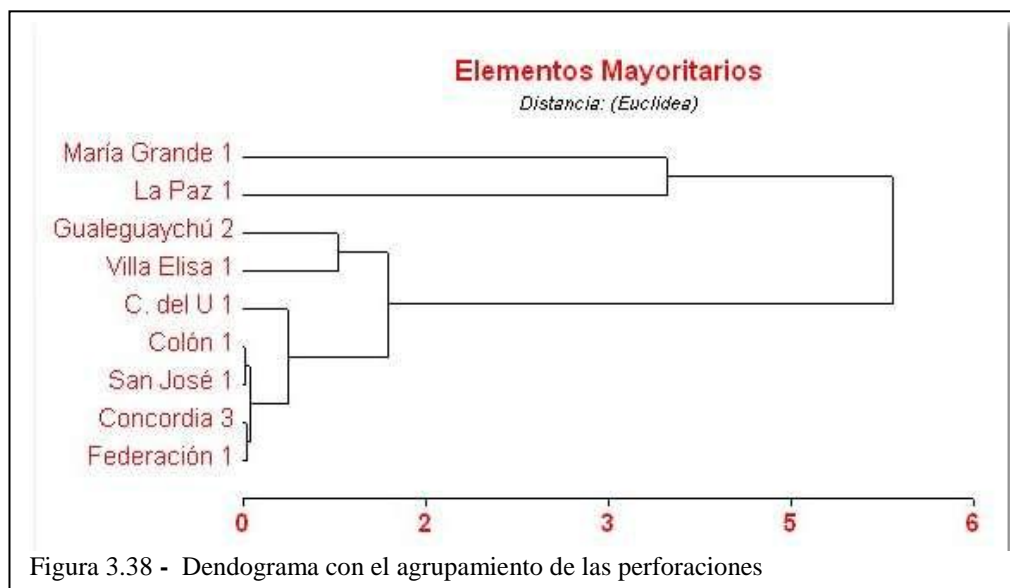 Elementos Mayoritarios
Distancia: (Euclidea)
María Grande 1
La Paz 1
Gualeguaychú 2
Villa Elisa 1
C. del U 1
Colón 1
San José 1
Concordia 3
Federación 1
0 2 3 5 6
Figura 3.38 - Dendograma con el agrupamiento de las perforaciones